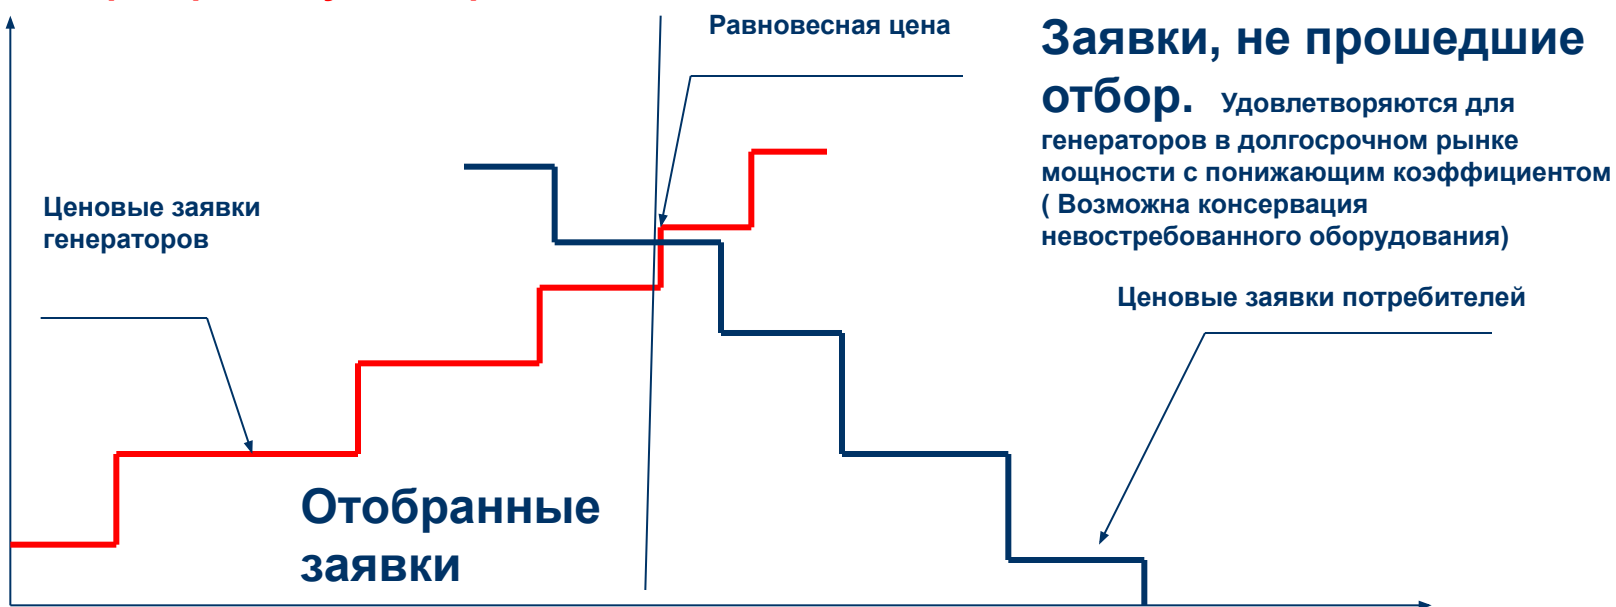 Равновесная цена
Заявки, не прошедшие
отбор. Удовлетворяются для
генераторов в долгосрочном рынке
мощности с понижающим коэффициентом
( Возможна консервация
невостребованного оборудования)
Ценовые заявки
генераторов
Ценовые заявки потребителей
Отобранные
заявки